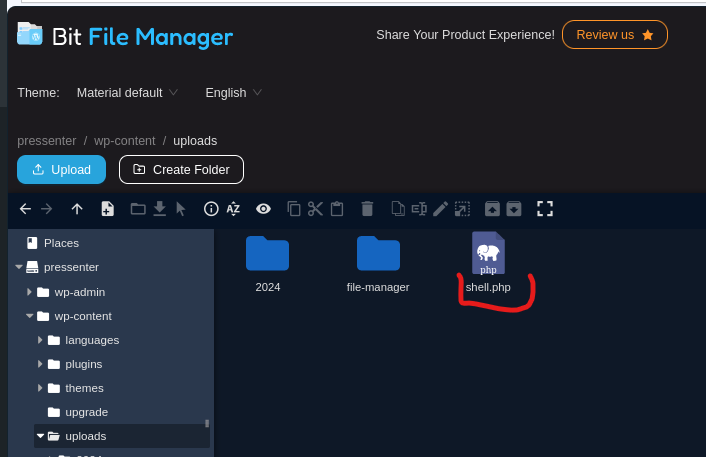 Bit File Manager
Share Your Product Experience! Review us
Theme: Material default English
pressenter / wp-content / uploads
Upload Create Folder
AZ
Places
pressenter
wp-admin
wp-content
languages
plugins
themes
upgrade
uploads
2024
file-manager
php
shell.php